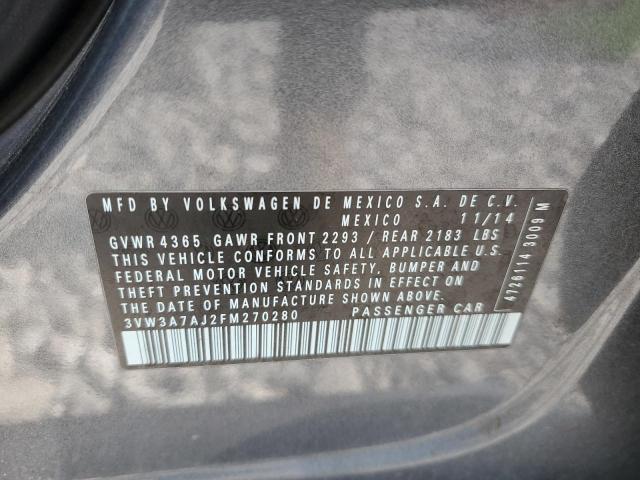 MFD BY VOLKSWAGEN DE MEXICO S.A. DE C.V.
MEXICO 11/14
GVWR 4365 GAWR FRONT 2293 / REAR 2183 LBS
THIS VEHICLE CONFORMS TO ALL APPLICABLE U.S.
FEDERAL MOTOR VEHICLE SAFETY, BUMPER AND
THEFT PREVENTION STANDARDS IN EFFECT ON
THE DATE OF MANUFACTURE SHOWN ABOVE.
3VW3A7AJ2FM270280 PASSENGER CAR
47261114 3009 M